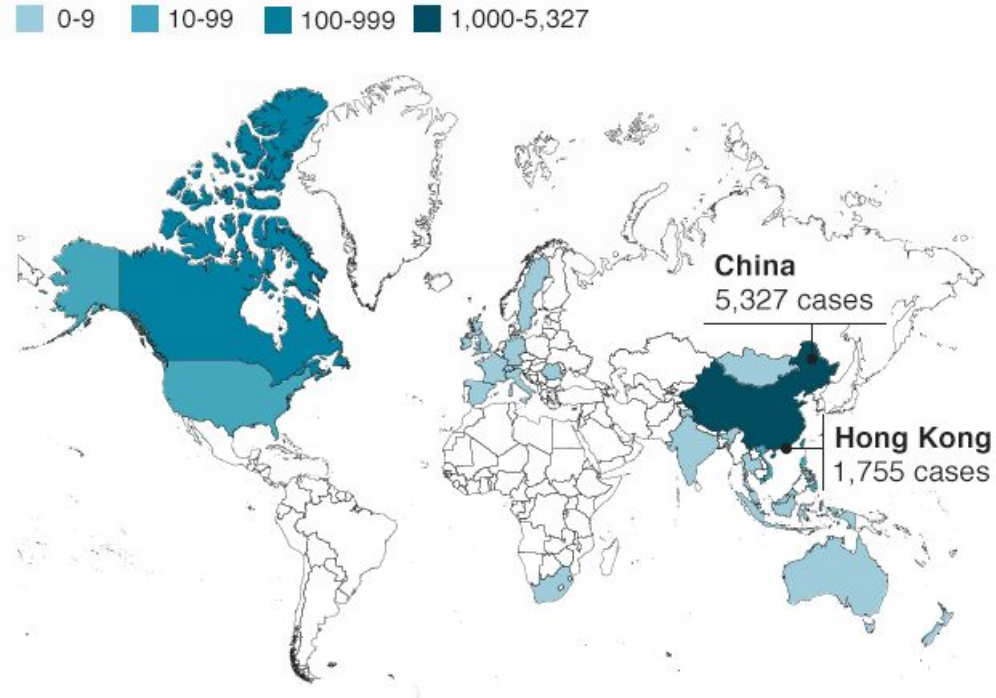 0-9 10-99 100-999 1,000-5,327
China
5,327 cases
Hong Kong
1,755 cases